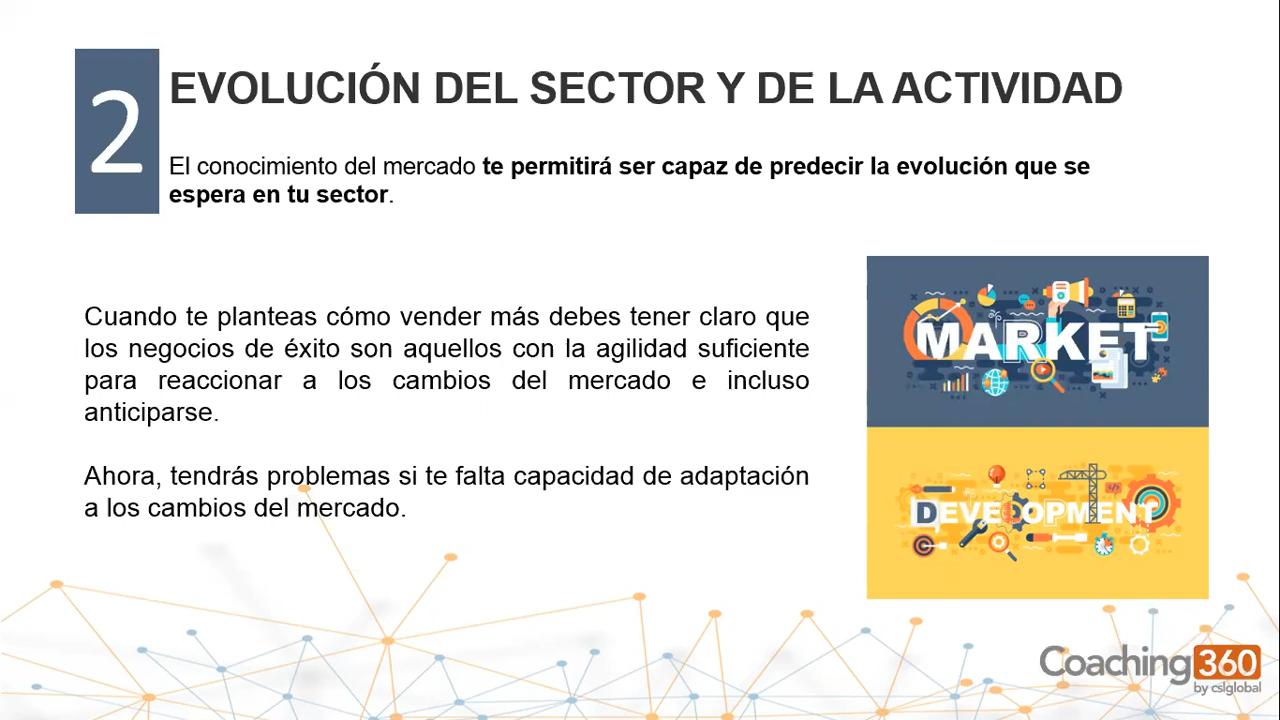 2
EVOLUCIÓN DEL SECTOR Y DE LA ACTIVIDAD
El conocimiento del mercado te permitirá ser capaz de predecir la evolución que se
espera en tu sector.
Cuando te planteas cómo vender más debes tener claro que
los negocios de éxito son aquellos con la agilidad suficiente
para reaccionar a los cambios del mercado e incluso
anticiparse.
Ahora, tendrás problemas si te falta capacidad de adaptación
a los cambios del mercado.
MARKET
DEVELOPMENT
Coaching 360
by cslglobal